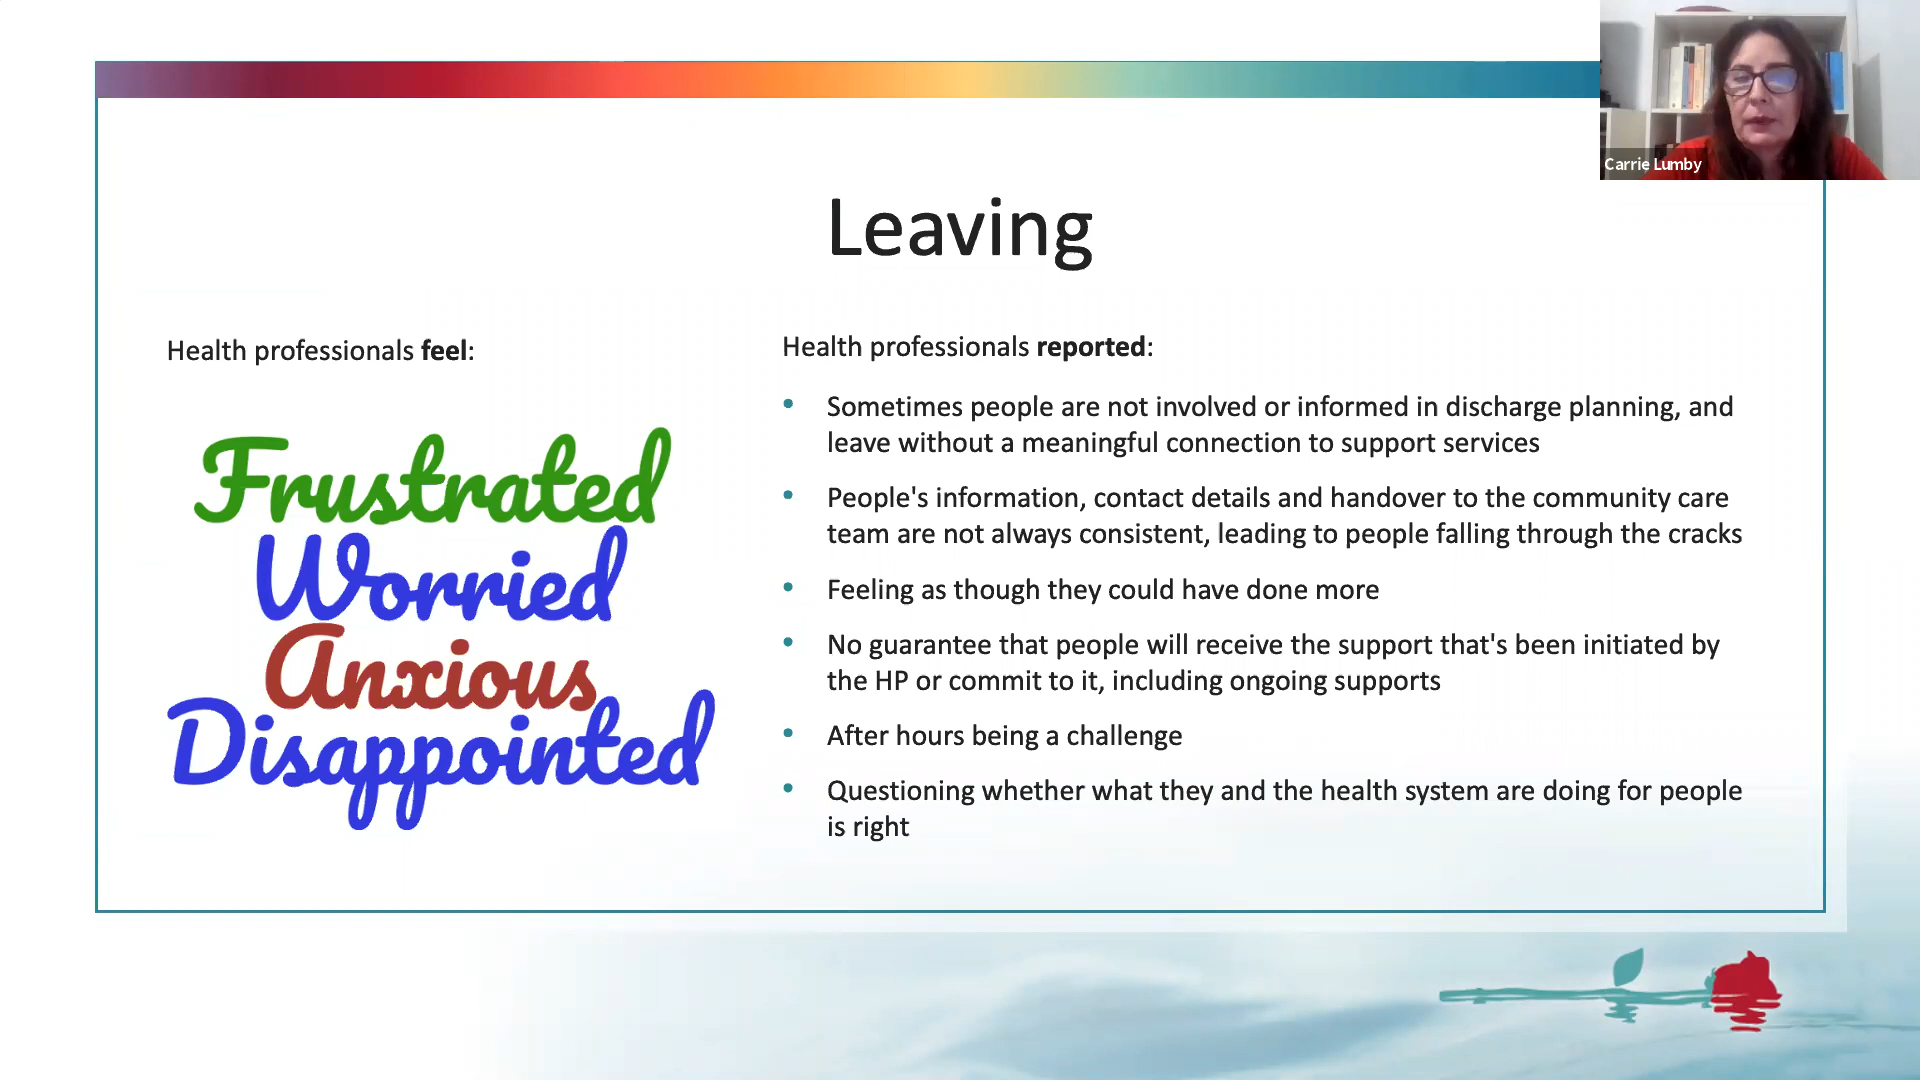 Carrie Lumby
Leaving
Health professionals feel:
Frustrated
Worried
Anxious
Disappointed
Health professionals reported:
• Sometimes people are not involved or informed in discharge planning, and
leave without a meaningful connection to support services
• People's information, contact details and handover to the community care
team are not always consistent, leading to people falling through the cracks
• Feeling as though they could have done more
• No guarantee that people will receive the support that's been initiated by
the HP or commit to it, including ongoing supports
• After hours being a challenge
• Questioning whether what they and the health system are doing for people
is right